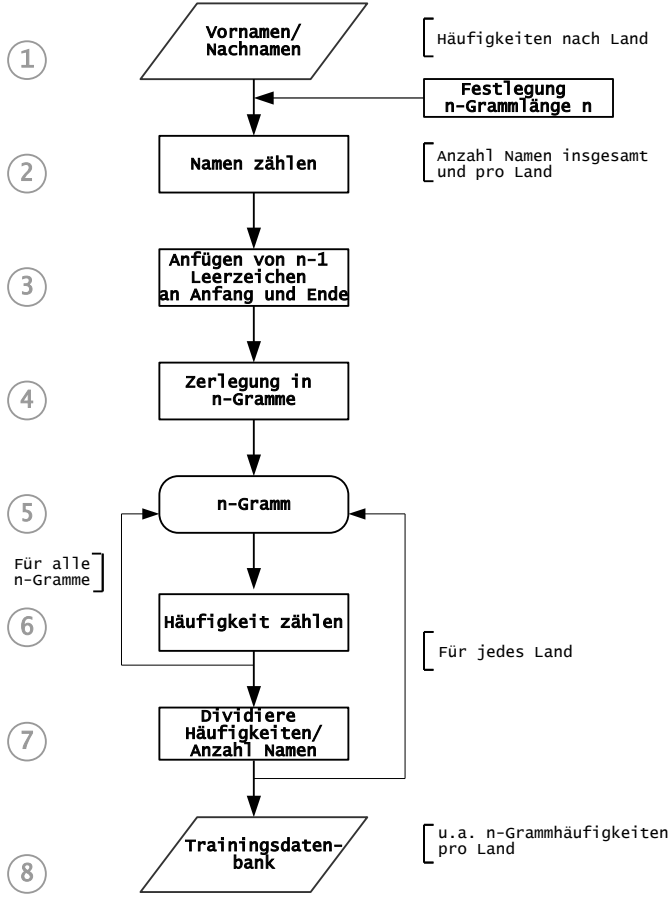 1
Vornamen/
Nachnamen
Häufigkeiten nach Land
Festlegung
n-Grammlänge n
2
Namen zählen
Anzahl Namen insgesamt
und pro Land
3
Anfügen von n-1
Leerzeichen
an Anfang und Ende
4
Zerlegung in
n-Gramme
5
n-Gramm
Für alle
n-Gramme
6
Häufigkeit zählen
Für jedes Land
7
Dividiere
Häufigkeiten/
Anzahl Namen
8
Trainingsdaten-
bank
u.a. n-Grammhäufigkeiten
pro Land